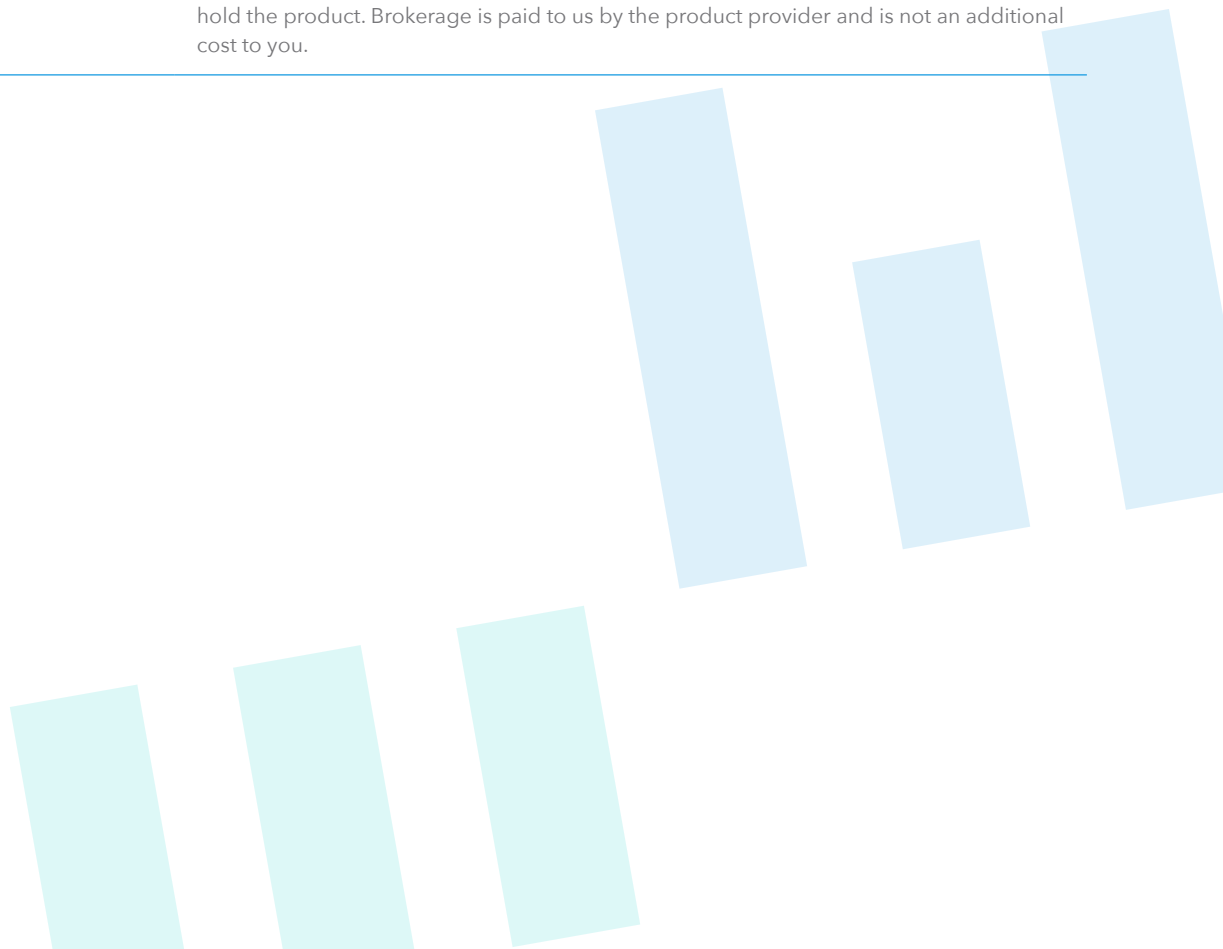 hold the product. Brokerage is paid to us by the product provider and is not an additional
cost to you.